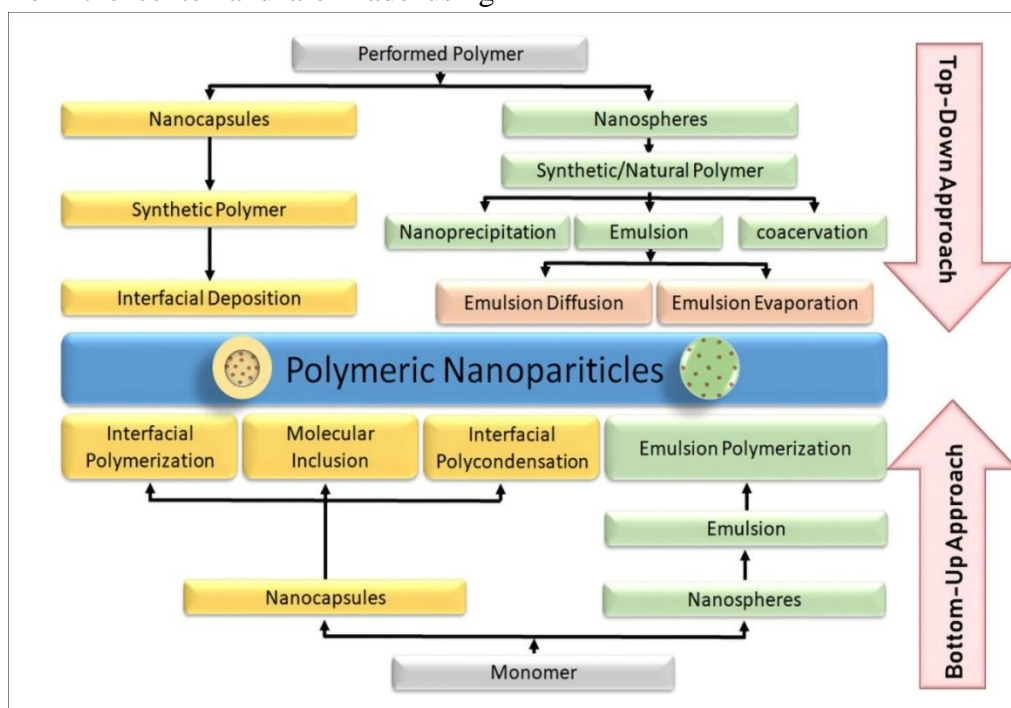 Performed Polymer
Nanocapsules
Nanospheres
Synthetic/Natural Polymer
Synthetic Polymer
Nanoprecipitation
Emulsion
coacervation
Interfacial Deposition
Emulsion Diffusion
Emulsion Evaporation
Top-Down Approach
Polymeric Nanopariticles
Interfacial
Polymerization
Molecular
Inclusion
Interfacial
Polycondensation
Emulsion Polymerization
Emulsion
Nanocapsules
Nanospheres
Monomer
Bottom-Up Approach